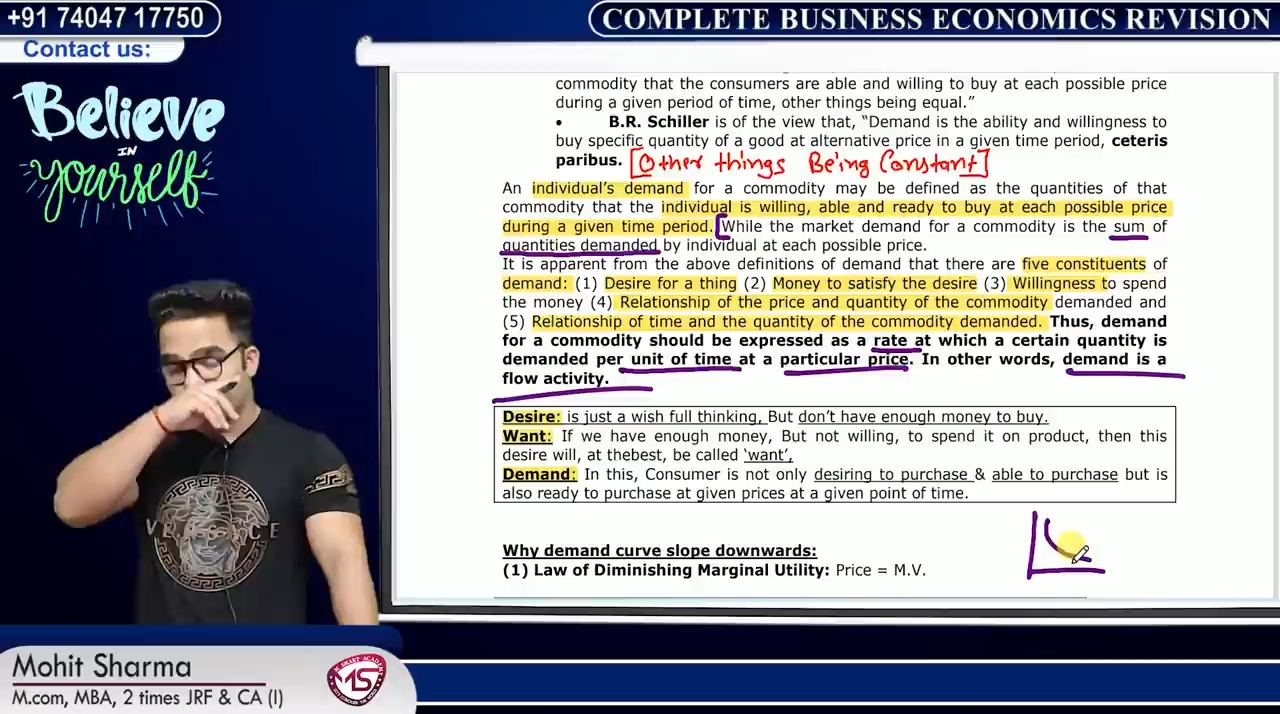 +91 74047 17750
Contact us:
COMPLETE BUSINESS ECONOMICS REVISION
Believe
IN
yourself
commodity that the consumers are able and willing to buy at each possible price
during a given period of time, other things being equal.”
• B.R. Schiller is of the view that, “Demand is the ability and willingness to
buy specific quantity of a good at alternative price in a given time period, ceteris
paribus. [Other things Being Constant]
An individual’s demand for a commodity may be defined as the quantities of that
commodity that the individual is willing, able and ready to buy at each possible price
during a given time period. While the market demand for a commodity is the sum of
quantities demanded by individual at each possible price.
It is apparent from the above definitions of demand that there are five constituents of
demand: (1) Desire for a thing (2) Money to satisfy the desire (3) Willingness to spend
the money (4) Relationship of the price and quantity of the commodity demanded and
(5) Relationship of time and the quantity of the commodity demanded. Thus, demand
for a commodity should be expressed as a rate at which a certain quantity is
demanded per unit of time at a particular price. In other words, demand is a
flow activity.
Desire: is just a wish full thinking, But don’t have enough money to buy.
Want: If we have enough money, But not willing, to spend it on product, then this
desire will, at thebest, be called ‘want’,
Demand: In this, Consumer is not only desiring to purchase & able to purchase but is
also ready to purchase at given prices at a given point of time.
Why demand curve slope downwards:
(1) Law of Diminishing Marginal Utility: Price = M.V.
Mohit Sharma
M.com, MBA, 2 times JRF & CA (I)
MS